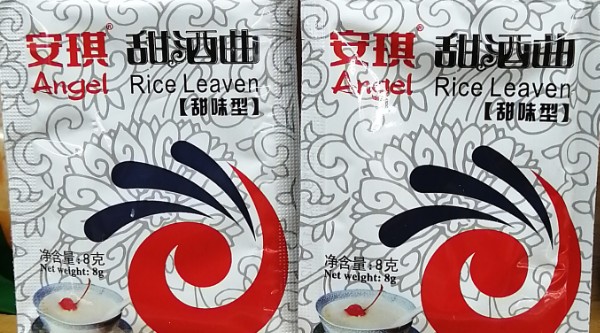 安琪® 甜酒曲
Angel Rice Leaven
【甜味型】
净含量:8克
Net weight: 8g
安琪® 甜酒曲
Angel Rice Leaven
【甜味型】
净含量:8克
Net weight: 8g